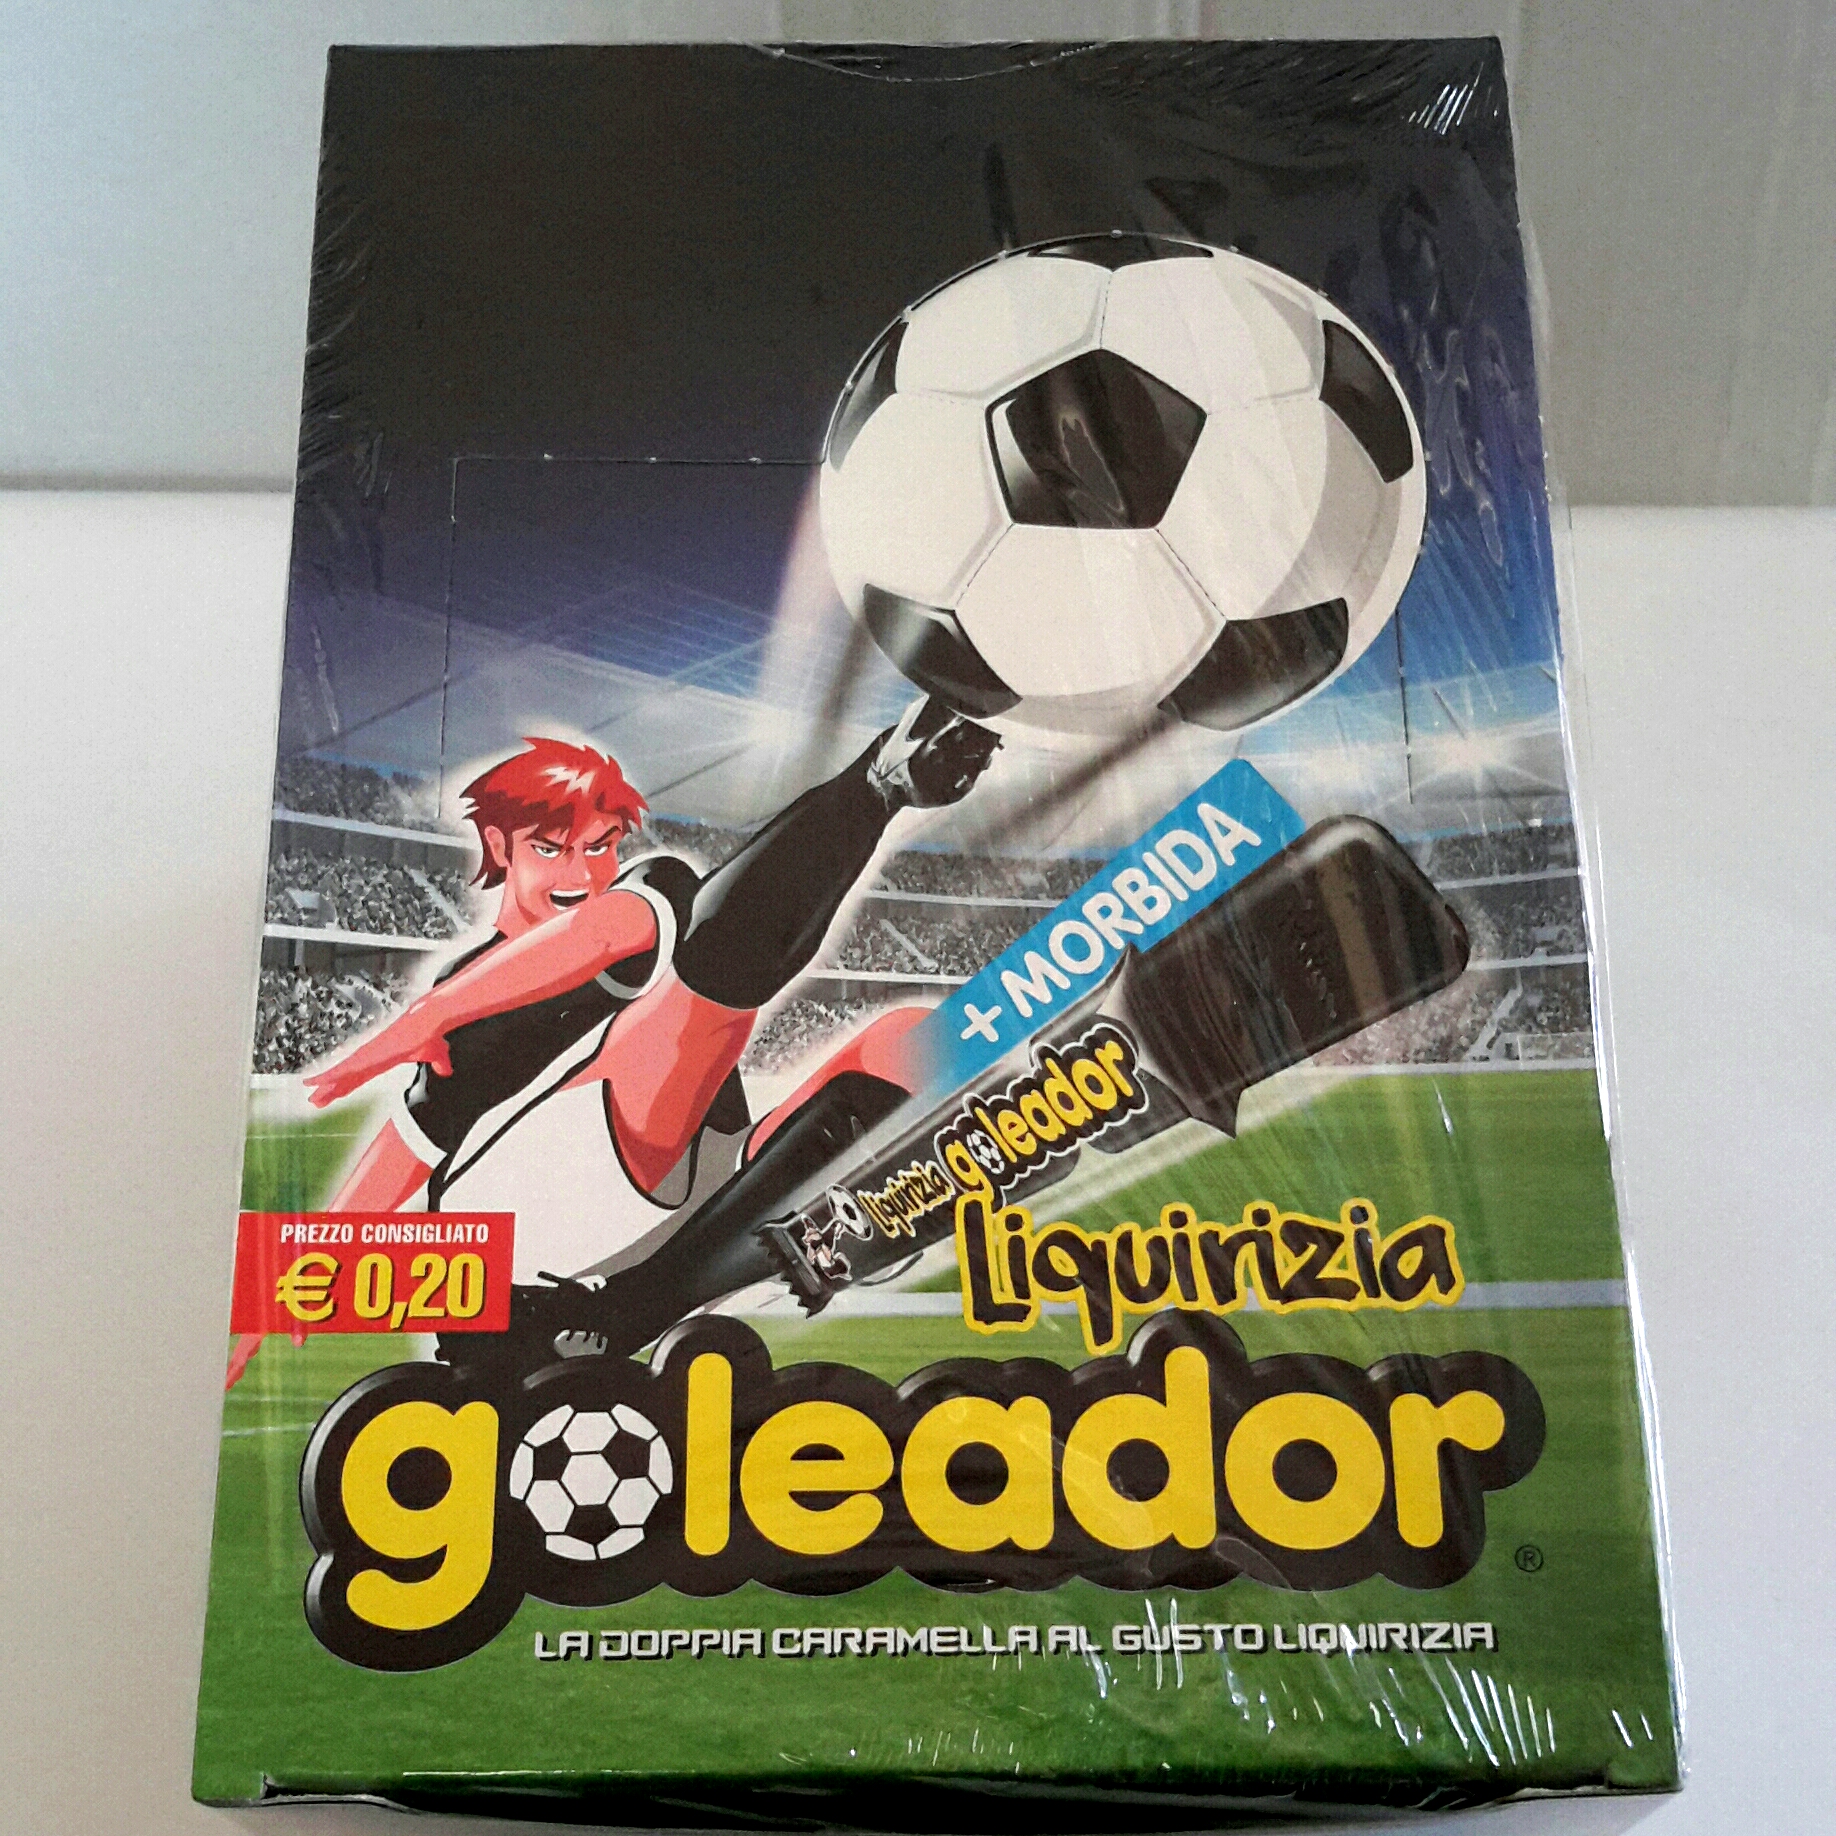 + MORBIDA
goleador
liquirizia
Liquirizia
PREZZO CONSIGLIATO
€ 0,20
goleador ®
LA DOPPIA CARAMELLA AL GUSTO LIQUIRIZIA